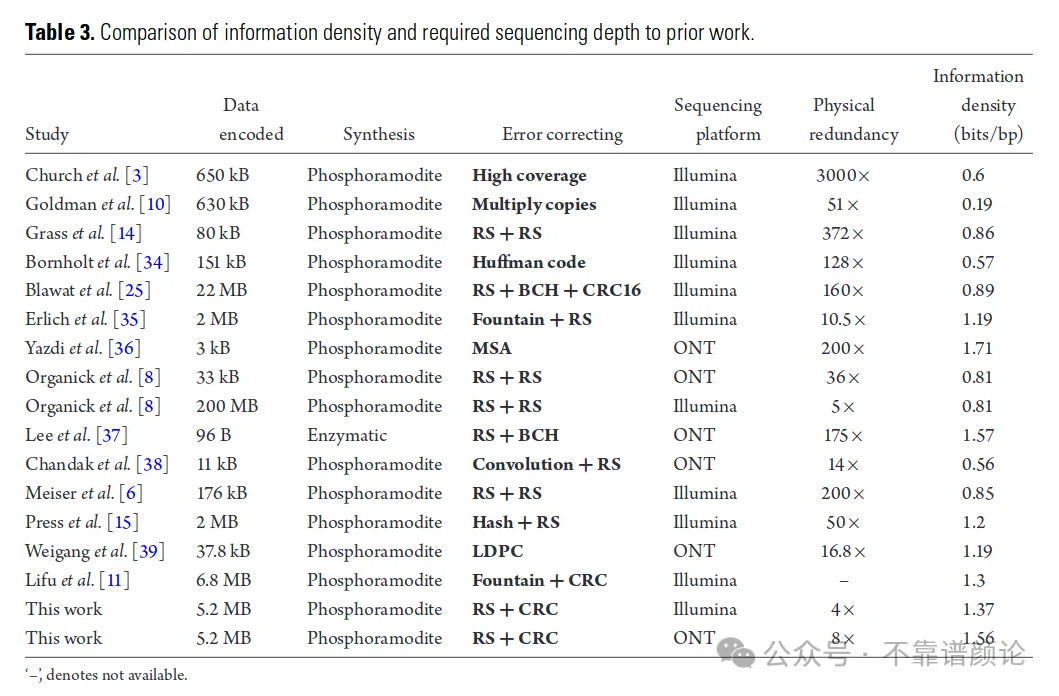 Table 3. Comparison of information density and required sequencing depth to prior work.
Information
Data Sequencing Physical density
Study encoded Synthesis Error correcting platform redundancy (bits/bp)
Church et al. [3] 650 kB Phosphoramodite High coverage Illumina 3000× 0.6
Goldman et al. [10] 630 kB Phosphoramodite Multiply copies Illumina 51× 0.19
Grass et al. [14] 80 kB Phosphoramodite RS + RS Illumina 372× 0.86
Bornholt et al. [34] 151 kB Phosphoramodite Huffman code Illumina 128× 0.57
Blawat et al. [25] 22 MB Phosphoramodite RS + BCH + CRC16 Illumina 160× 0.89
Erlich et al. [35] 2 MB Phosphoramodite Fountain + RS Illumina 10.5× 1.19
Yazdi et al. [36] 3 kB Phosphoramodite MSA ONT 200× 1.71
Organick et al. [8] 33 kB Phosphoramodite RS + RS ONT 36× 0.81
Organick et al. [8] 200 MB Phosphoramodite RS + RS Illumina 5× 0.81
Lee et al. [37] 96 B Enzymatic RS + BCH ONT 175× 1.57
Chandak et al. [38] 11 kB Phosphoramodite Convolution + RS ONT 14× 0.56
Meiser et al. [6] 176 kB Phosphoramodite RS + RS Illumina 200× 0.85
Press et al. [15] 2 MB Phosphoramodite Hash + RS Illumina 50× 1.2
Weigang et al. [39] 37.8 kB Phosphoramodite LDPC ONT 16.8× 1.19
Lifu et al. [11] 6.8 MB Phosphoramodite Fountain + CRC Illumina – 1.3
This work 5.2 MB Phosphoramodite RS + CRC Illumina 4× 1.37
This work 5.2 MB Phosphoramodite RS + CRC ONT 8× 1.56
公众号 · 不靠谱颜论
‘–’, denotes not available.